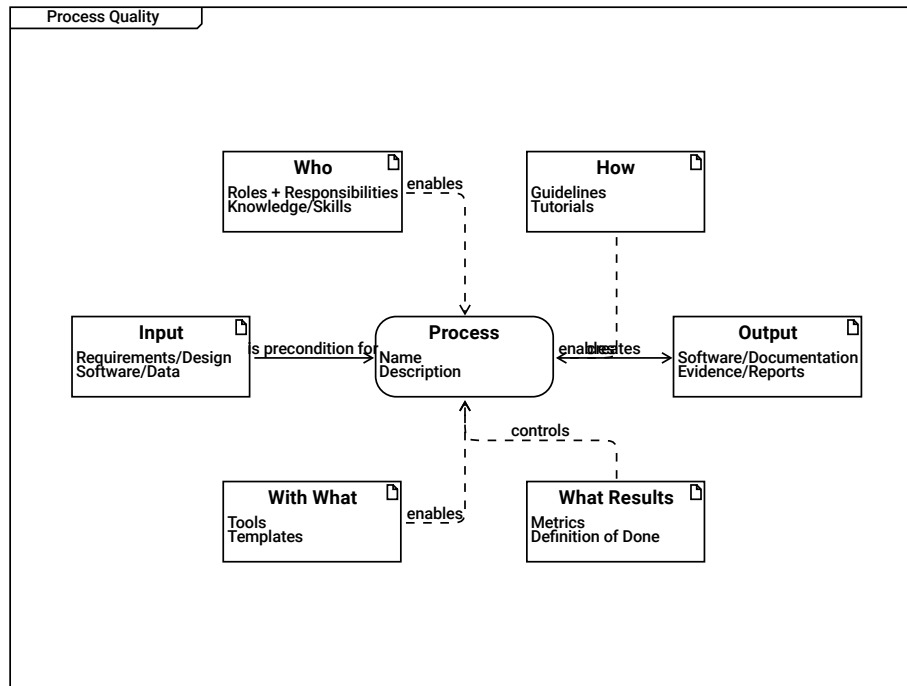 Process Quality
Who
Roles + Responsibilities
Knowledge/Skills
enables
How
Guidelines
Tutorials
Input
Requirements/Design
Software/Data
is precondition for
Process
Name
Description
enables
creates
Output
Software/Documentation
Evidence/Reports
controls
With What
Tools
Templates
enables
What Results
Metrics
Definition of Done